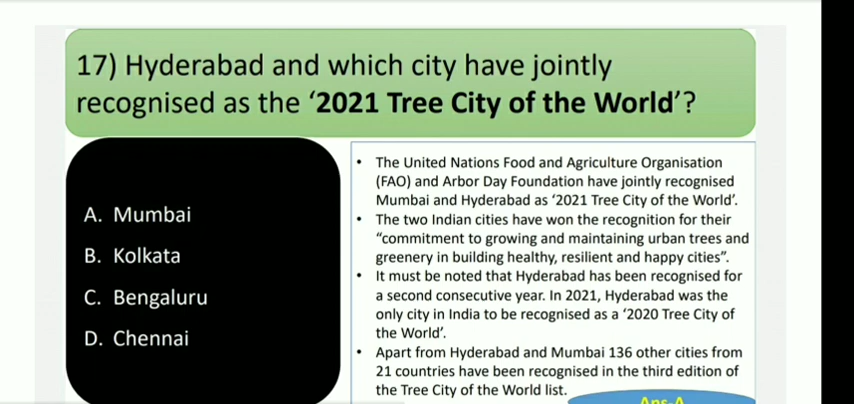 17) Hyderabad and which city have jointly
recognised as the ‘2021 Tree City of the World’?
A. Mumbai
B. Kolkata
C. Bengaluru
D. Chennai
• The United Nations Food and Agriculture Organisation
(FAO) and Arbor Day Foundation have jointly recognised
Mumbai and Hyderabad as ‘2021 Tree City of the World’.
• The two Indian cities have won the recognition for their
“commitment to growing and maintaining urban trees and
greenery in building healthy, resilient and happy cities”.
• It must be noted that Hyderabad has been recognised for
a second consecutive year. In 2021, Hyderabad was the
only city in India to be recognised as a ‘2020 Tree City of
the World’.
• Apart from Hyderabad and Mumbai 136 other cities from
21 countries have been recognised in the third edition of
the Tree City of the World list.
Ans-A